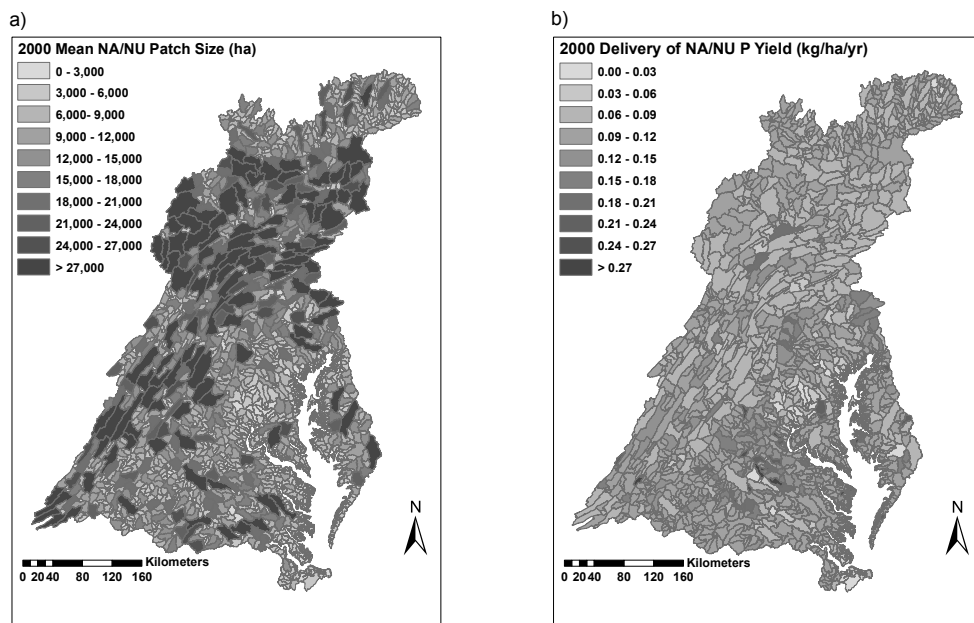 a)
2000 Mean NA/NU Patch Size (ha)
0 - 3,000
3,000 - 6,000
6,000- 9,000
9,000 - 12,000
12,000 - 15,000
15,000 - 18,000
18,000 - 21,000
21,000 - 24,000
24,000 - 27,000
> 27,000
N
Kilometers
0 20 40 80 120 160
b)
2000 Delivery of NA/NU P Yield (kg/ha/yr)
0.00 - 0.03
0.03 - 0.06
0.06 - 0.09
0.09 - 0.12
0.12 - 0.15
0.15 - 0.18
0.18 - 0.21
0.21 - 0.24
0.24 - 0.27
> 0.27
N
Kilometers
0 20 40 80 120 160